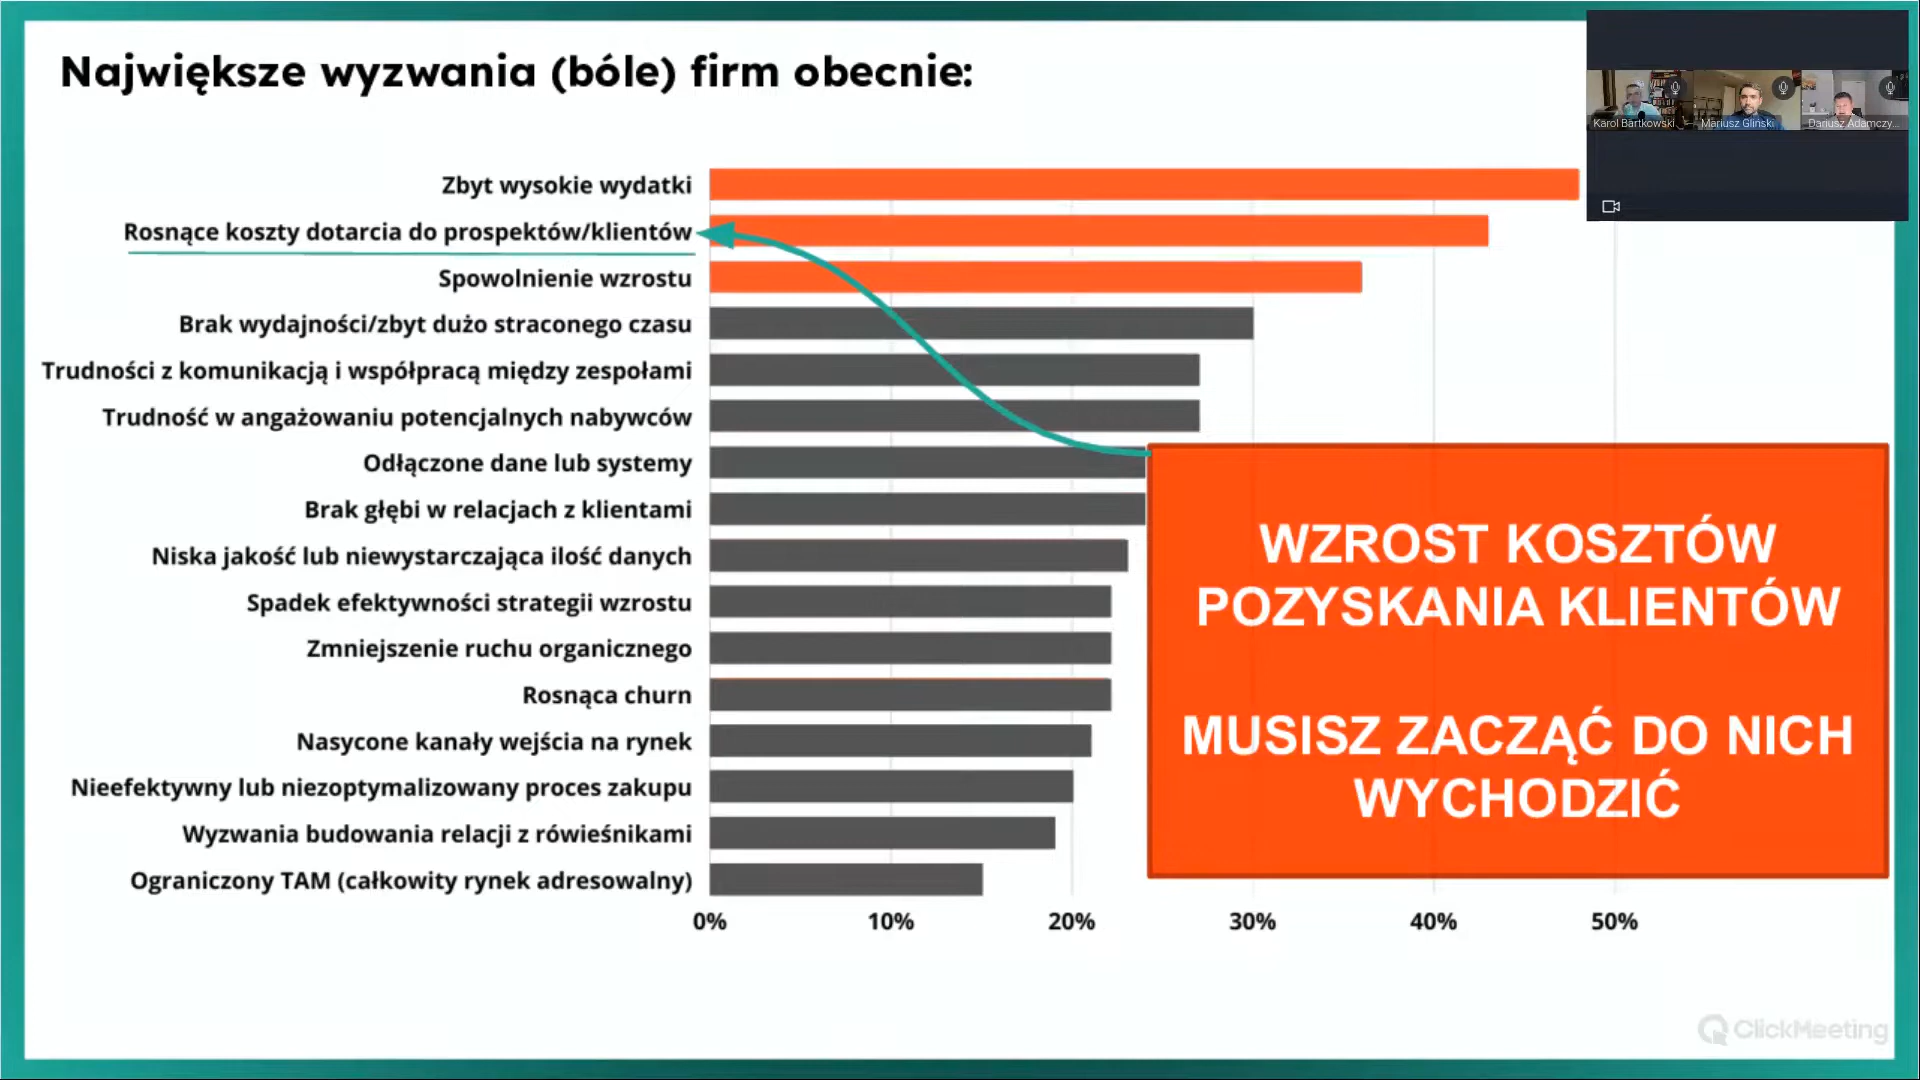 Największe wyzwania (bóle) firm obecnie:
Karol Bartkowski
Mariusz Gliński
Dariusz Adamczy...
Zbyt wysokie wydatki
Rosnące koszty dotarcia do prospektów/klientów
Spowolnienie wzrostu
Brak wydajności/zbyt dużo straconego czasu
Trudności z komunikacją i współpracą między zespołami
Trudność w angażowaniu potencjalnych nabywców
Odłączone dane lub systemy
Brak głębi w relacjach z klientami
Niska jakość lub niewystarczająca ilość danych
Spadek efektywności strategii wzrostu
Zmniejszenie ruchu organicznego
Rosnąca churn
Nasycone kanały wejścia na rynek
Nieefektywny lub niezoptymalizowany proces zakupu
Wyzwania budowania relacji z rówieśnikami
Ograniczony TAM (całkowity rynek adresowalny)
0% 10% 20% 30% 40% 50%
WZROST KOSZTÓW
POZYSKANIA KLIENTÓW
MUSISZ ZACZĄĆ DO NICH
WYCHODZIĆ
ClickMeeting